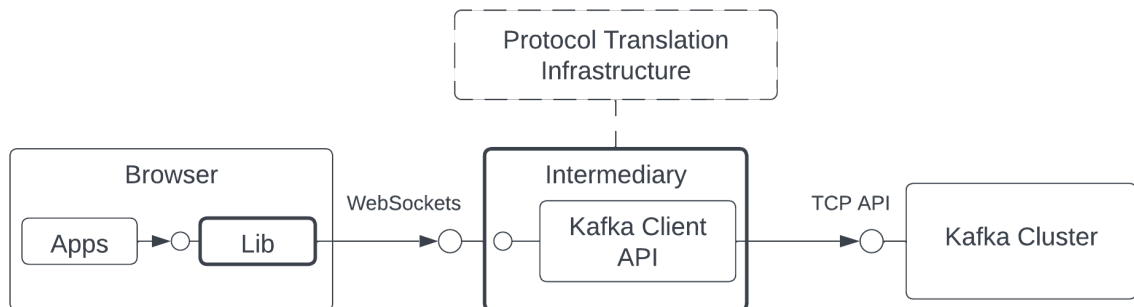 Protocol Translation
Infrastructure
Browser
Intermediary
WebSockets
TCP API
Apps
Lib
Kafka Client
API
Kafka Cluster